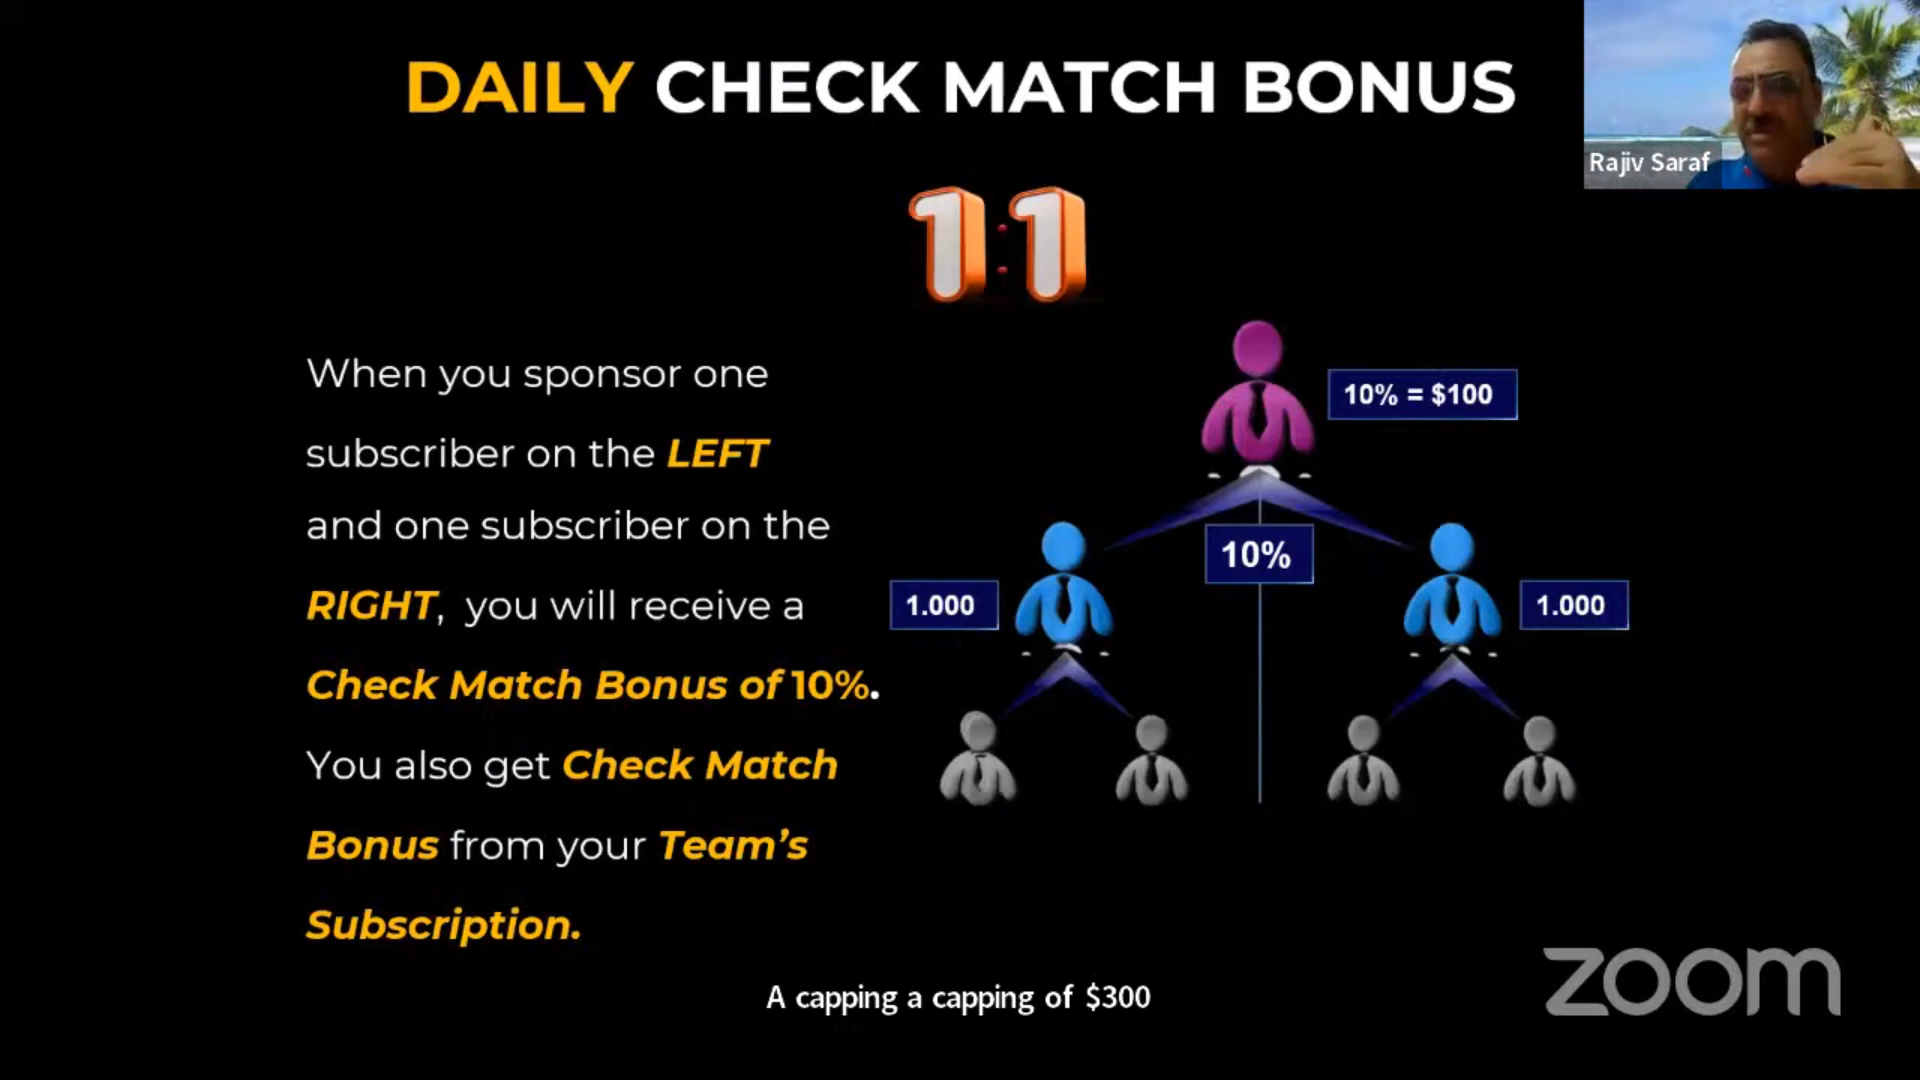 DAILY CHECK MATCH BONUS
Rajiv Saraf
1:1
When you sponsor one
subscriber on the LEFT
and one subscriber on the
RIGHT, you will receive a
Check Match Bonus of 10%.
You also get Check Match
Bonus from your Team's
Subscription.
10% = $100
10%
1.000
1.000
A capping a capping of $300
zoom